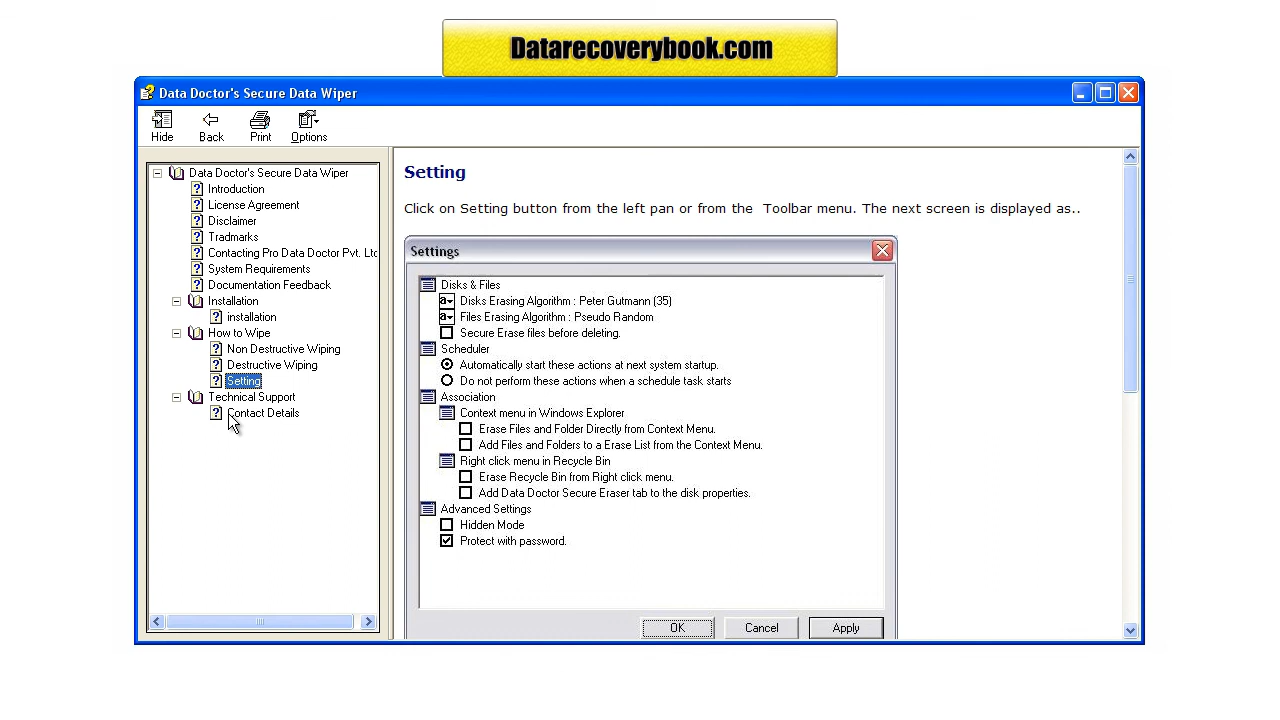 Datarecoverybook.com
Data Doctor's Secure Data Wiper
Hide
Back
Print
Options
Data Doctor's Secure Data Wiper
Introduction
License Agreement
Disclaimer
Tradmarks
Contacting Pro Data Doctor Pvt. Ltd
System Requirements
Documentation Feedback
Installation
installation
How to Wipe
Non Destructive Wiping
Destructive Wiping
Setting
Technical Support
Contact Details
Setting
Click on Setting button from the left pan or from the Toolbar menu. The next screen is displayed as..
Settings
Disks & Files
Disks Erasing Algorithm : Peter Gutmann (35)
Files Erasing Algorithm : Pseudo Random
Secure Erase files before deleting.
Scheduler
Automatically start these actions at next system startup.
Do not perform these actions when a schedule task starts
Association
Context menu in Windows Explorer
Erase Files and Folder Directly from Context Menu.
Add Files and Folders to a Erase List from the Context Menu.
Right click menu in Recycle Bin
Erase Recycle Bin from Right click menu.
Add Data Doctor Secure Eraser tab to the disk properties.
Advanced Settings
Hidden Mode
Protect with password.
OK
Cancel
Apply